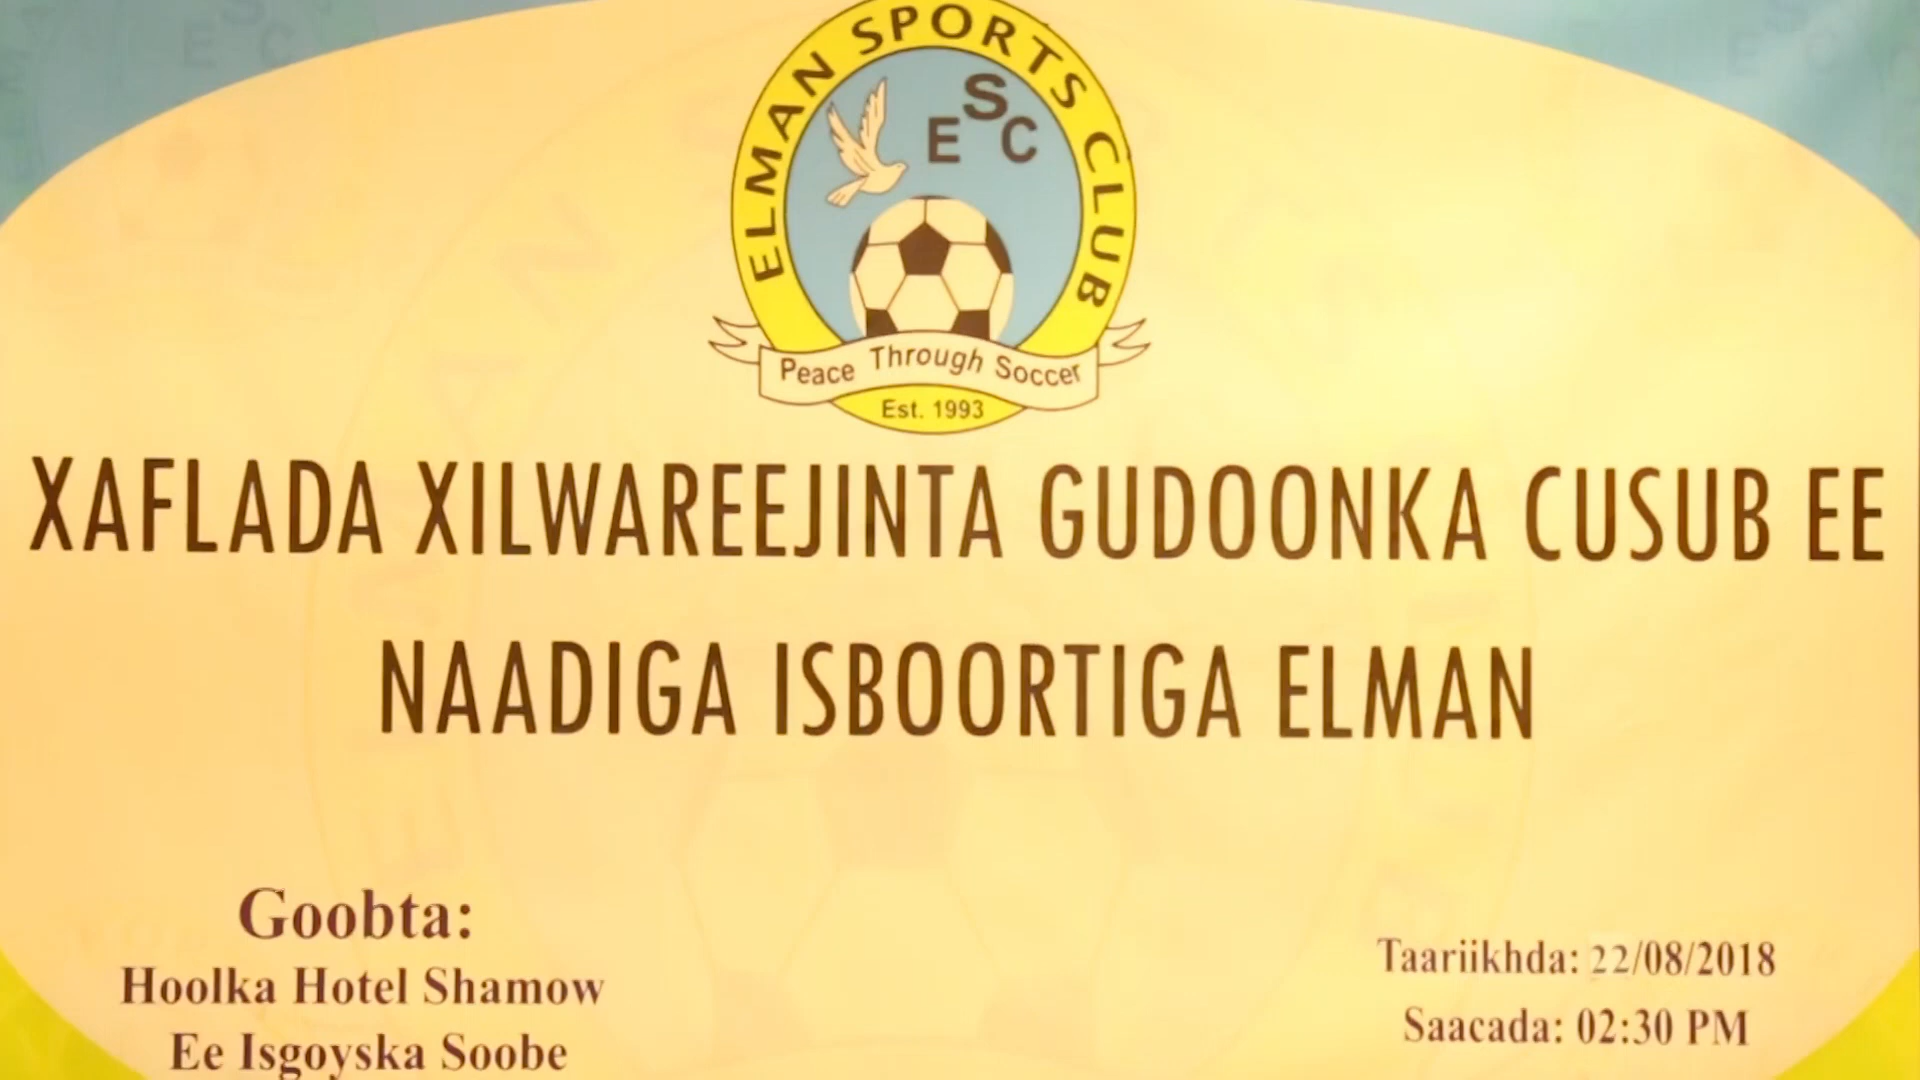 ELMAN SPORTS CLUB
ESC
Peace Through Soccer
Est. 1993
XAFLADA XILWAREEJINTA GUDOONKA CUSUB EE
NAADIGA ISBOORTIGA ELMAN
Goobta:
Hoolka Hotel Shamow
Ee Isgoyska Soobe
Taariikhda: 22/08/2018
Saacada: 02:30 PM